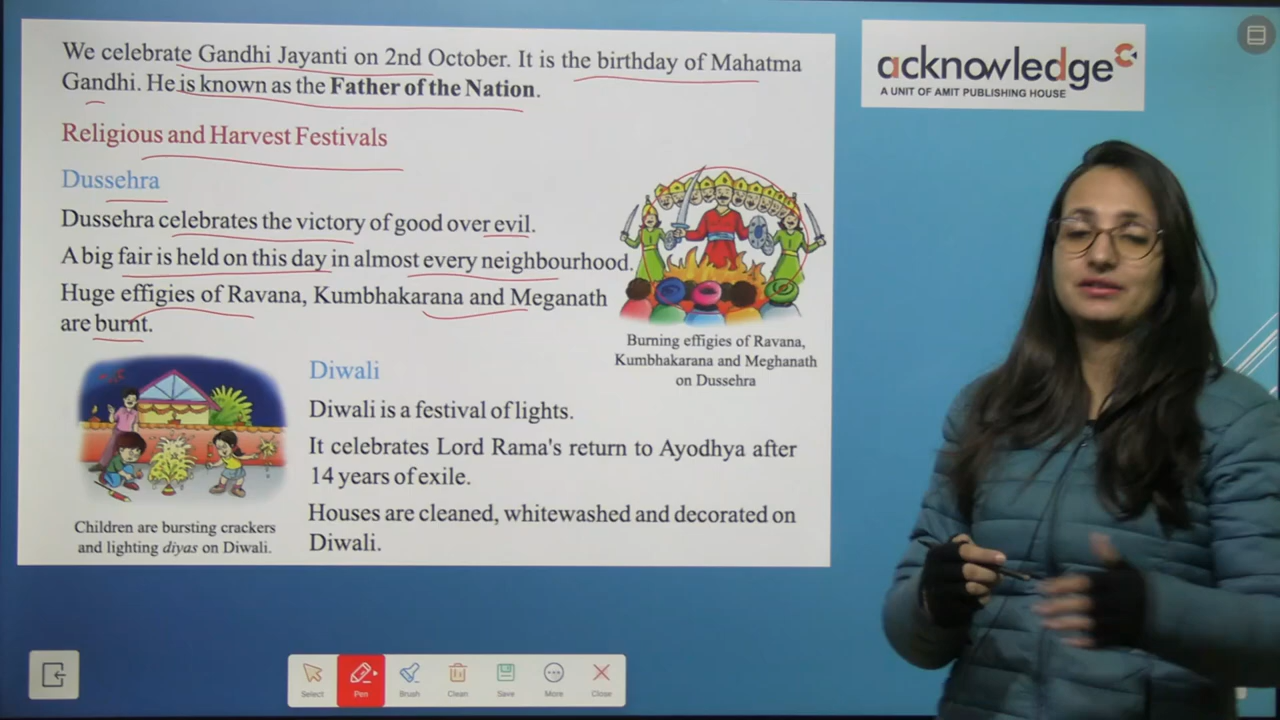 We celebrate Gandhi Jayanti on 2nd October. It is the birthday of Mahatma
Gandhi. He is known as the Father of the Nation.
Religious and Harvest Festivals
Dussehra
Dussehra celebrates the victory of good over evil.
A big fair is held on this day in almost every neighbourhood.
Huge effigies of Ravana, Kumbhakarana and Meganath
are burnt.
Burning effigies of Ravana,
Kumbhakarana and Meghanath
on Dussehra
Diwali
Diwali is a festival of lights.
It celebrates Lord Rama's return to Ayodhya after
14 years of exile.
Houses are cleaned, whitewashed and decorated on
Diwali.
Children are bursting crackers
and lighting diyas on Diwali.
acknowledge
A UNIT OF AMIT PUBLISHING HOUSE
Select
Pen
Brush
Clean
Save
More
Close